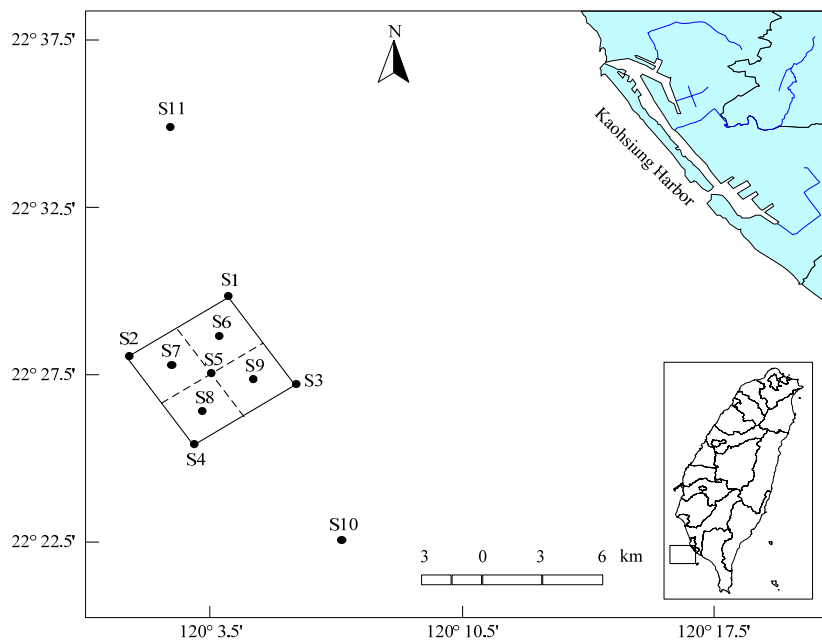 22° 37.5'
N
S11
Kaohsiung Harbor
22° 32.5'
S1
S2
S6
S7
S5
S9
S3
22° 27.5'
S8
S4
S10
22° 22.5'
3 0 3 6 km
120° 3.5'
120° 10.5'
120° 17.5'